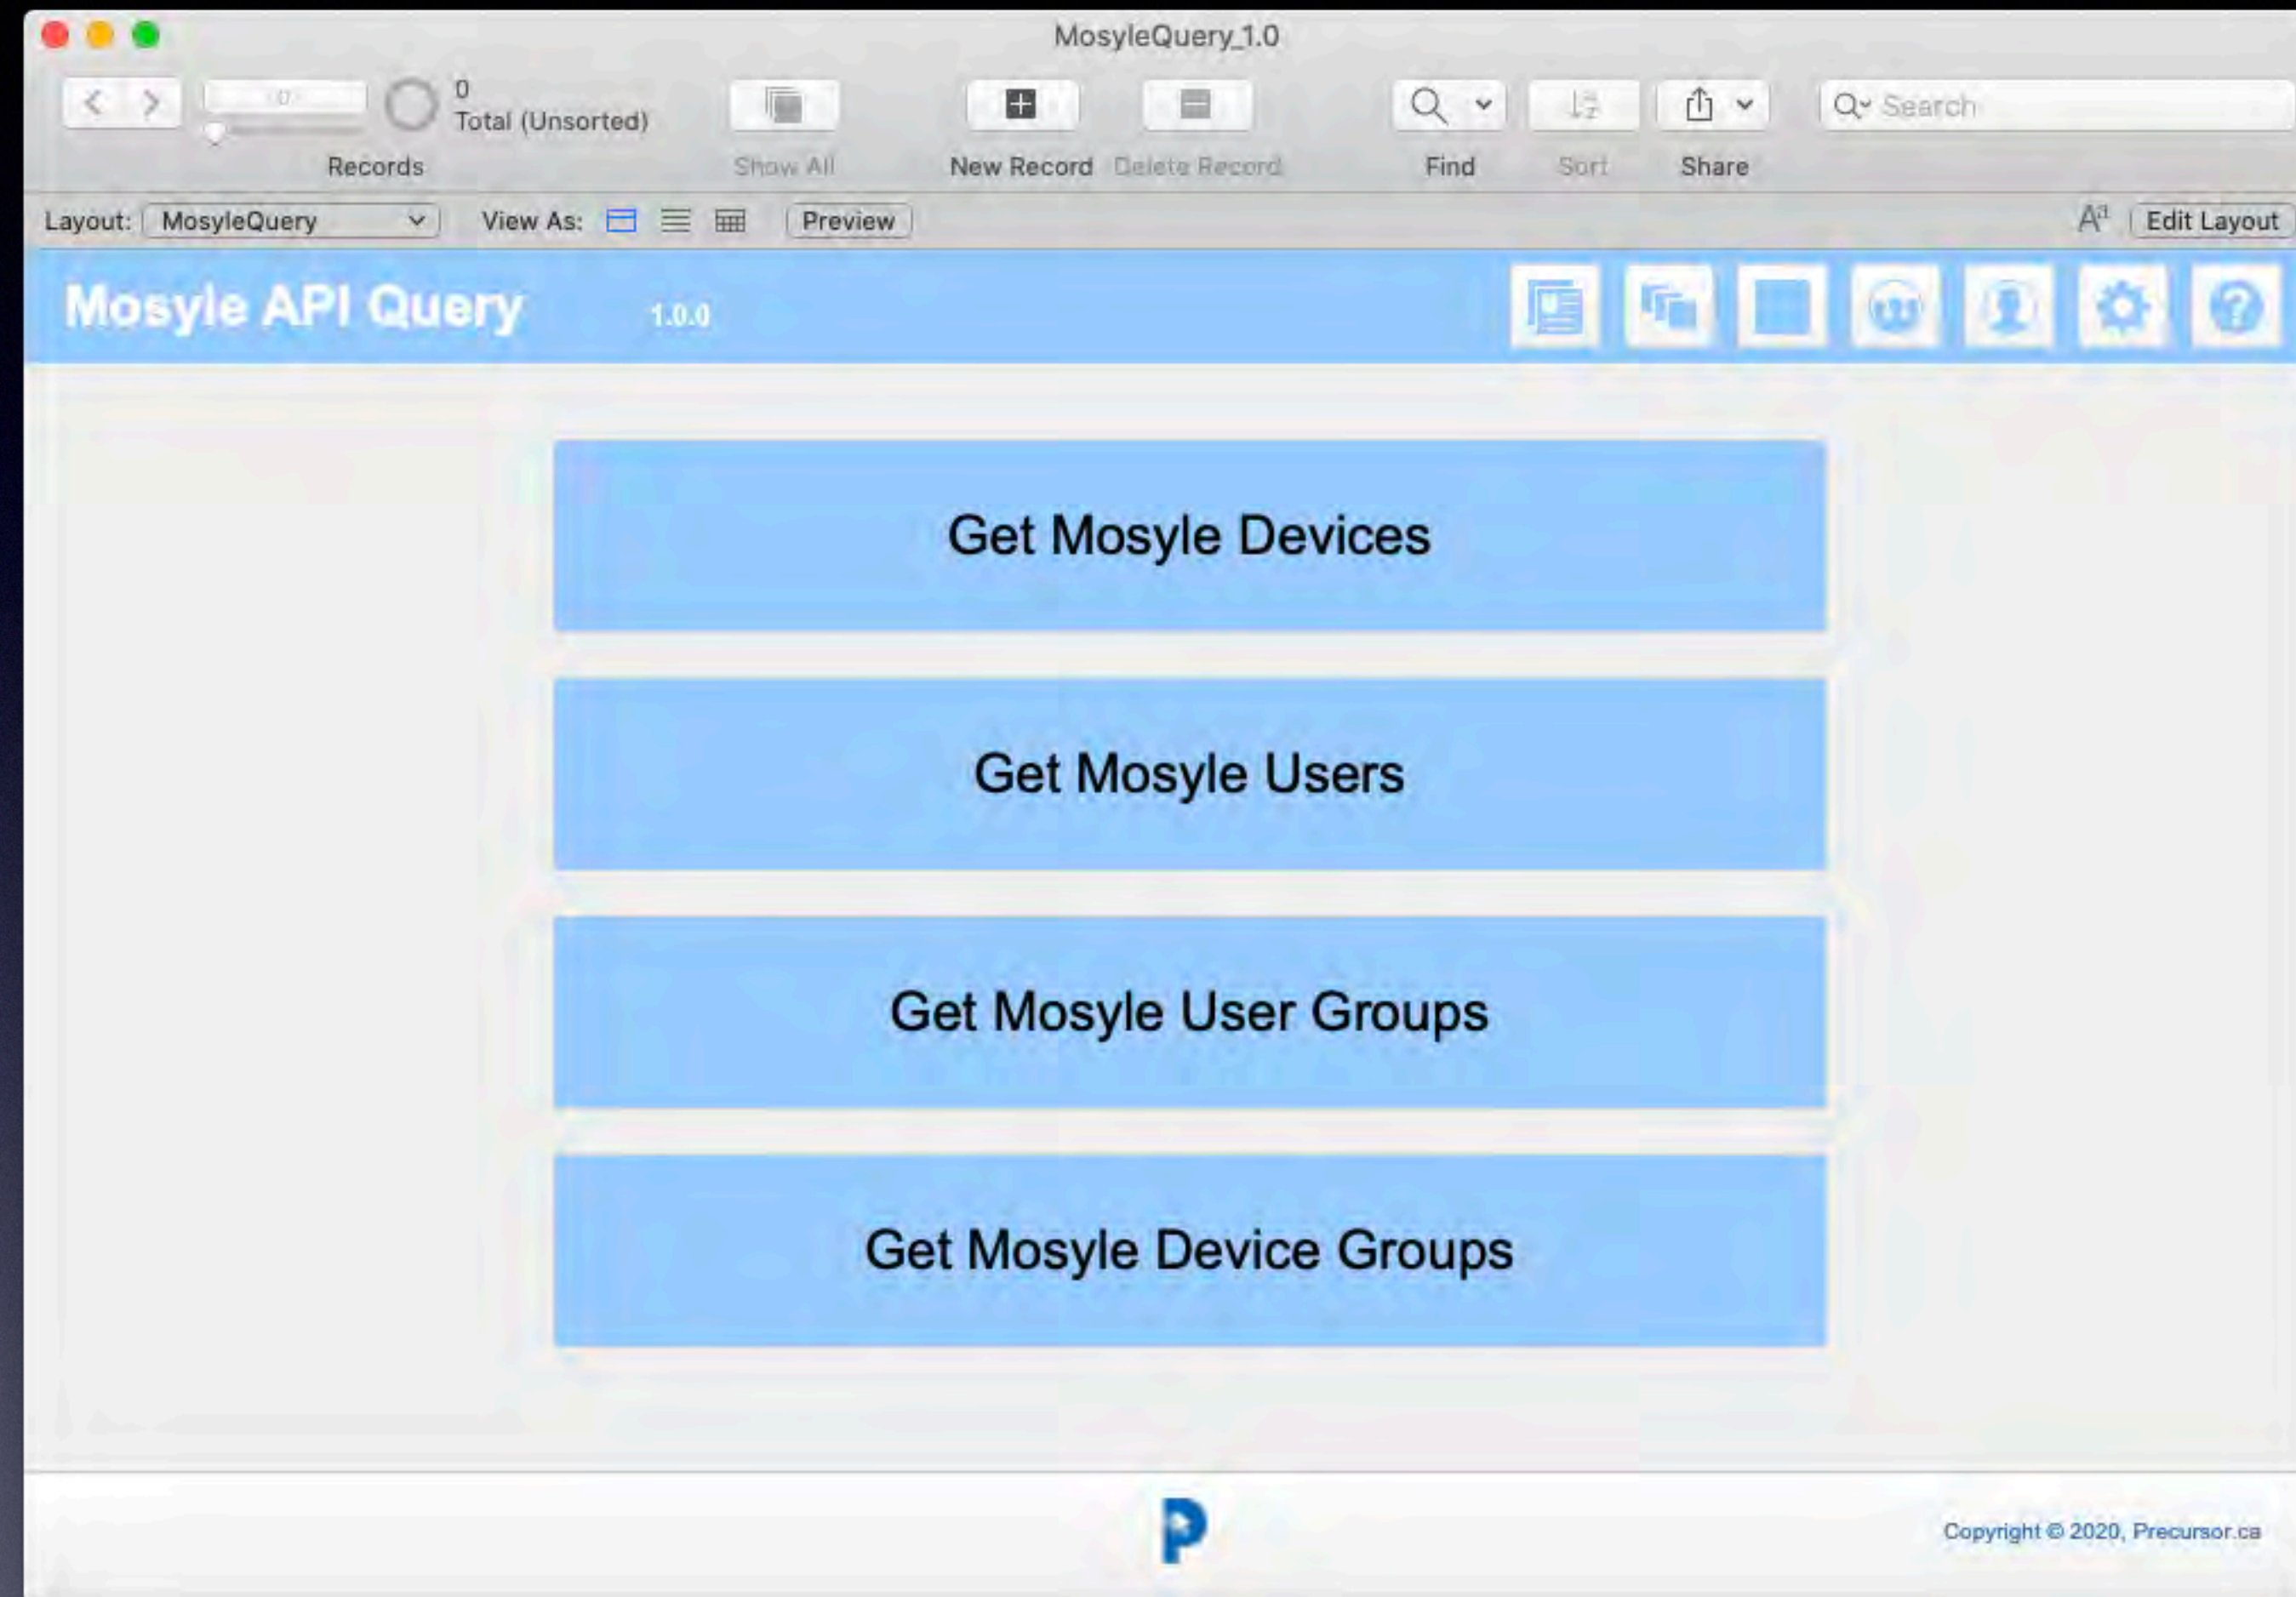 MosyleQuery_1.0
0
0
Total (Unsorted)
Records
Show All
New Record
Delete Record
Find
Sort
Share
Search
Layout: MosyleQuery
View As:
Preview
Aa
Edit Layout
Mosyle API Query 1.0.0
Get Mosyle Devices
Get Mosyle Users
Get Mosyle User Groups
Get Mosyle Device Groups
P
Copyright © 2020, Precursor.ca